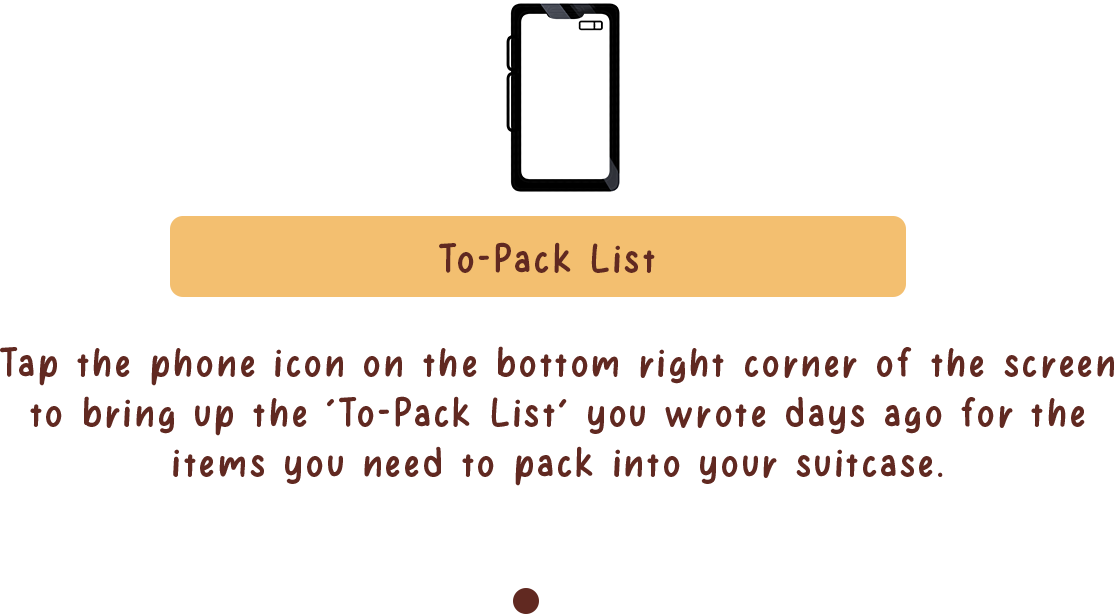 To-Pack List
Tap the phone icon on the bottom right corner of the screen
to bring up the 'To-Pack List' you wrote days ago for the
items you need to pack into your suitcase.